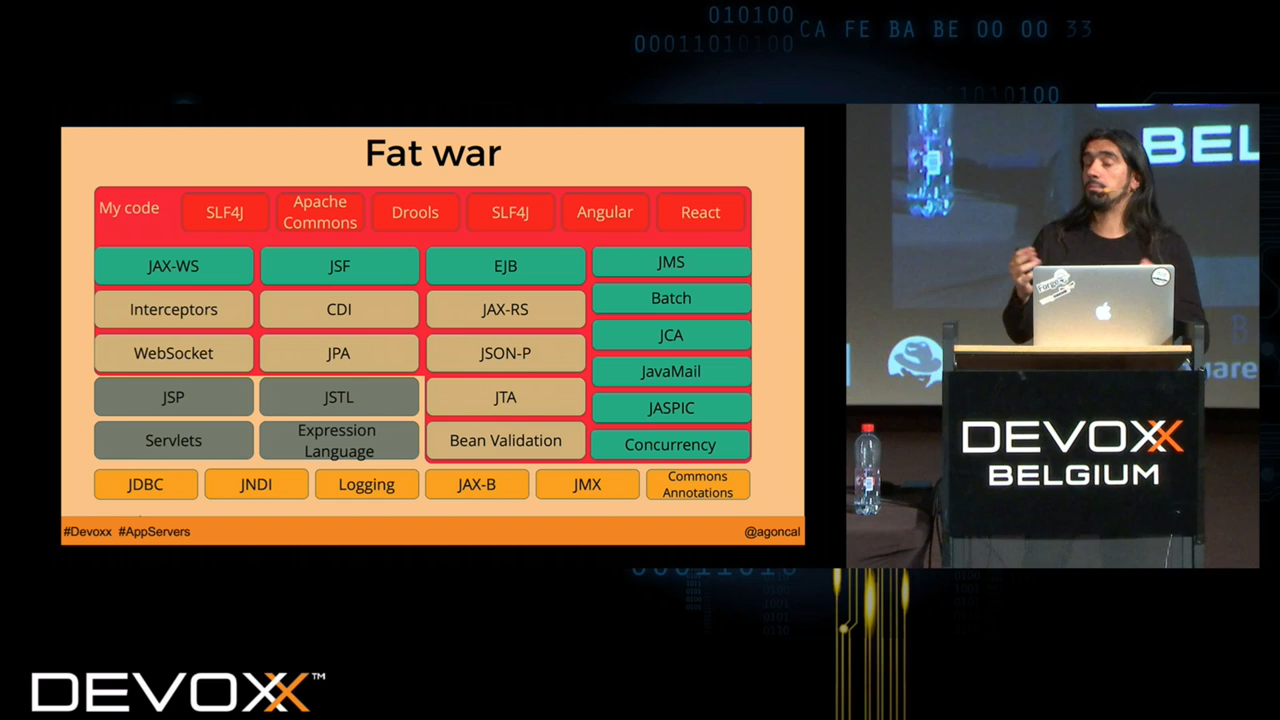 010100
00011010100
CA FE BA BE 00 00 33
1010100
Fat war
My code
SLF4J
Apache
Commons
Drools
SLF4J
Angular
React
JAX-WS
JSF
EJB
JMS
Interceptors
CDI
JAX-RS
Batch
WebSocket
JPA
JSON-P
JCA
JavaMail
JSP
JSTL
JTA
JASPIC
Servlets
Expression
Language
Bean Validation
Concurrency
JDBC
JNDI
Logging
JAX-B
JMX
Commons
Annotations
#Devoxx #AppServers
@agoncal
BEL
Forge
DEVOXX
BELGIUM
DEVOXX™